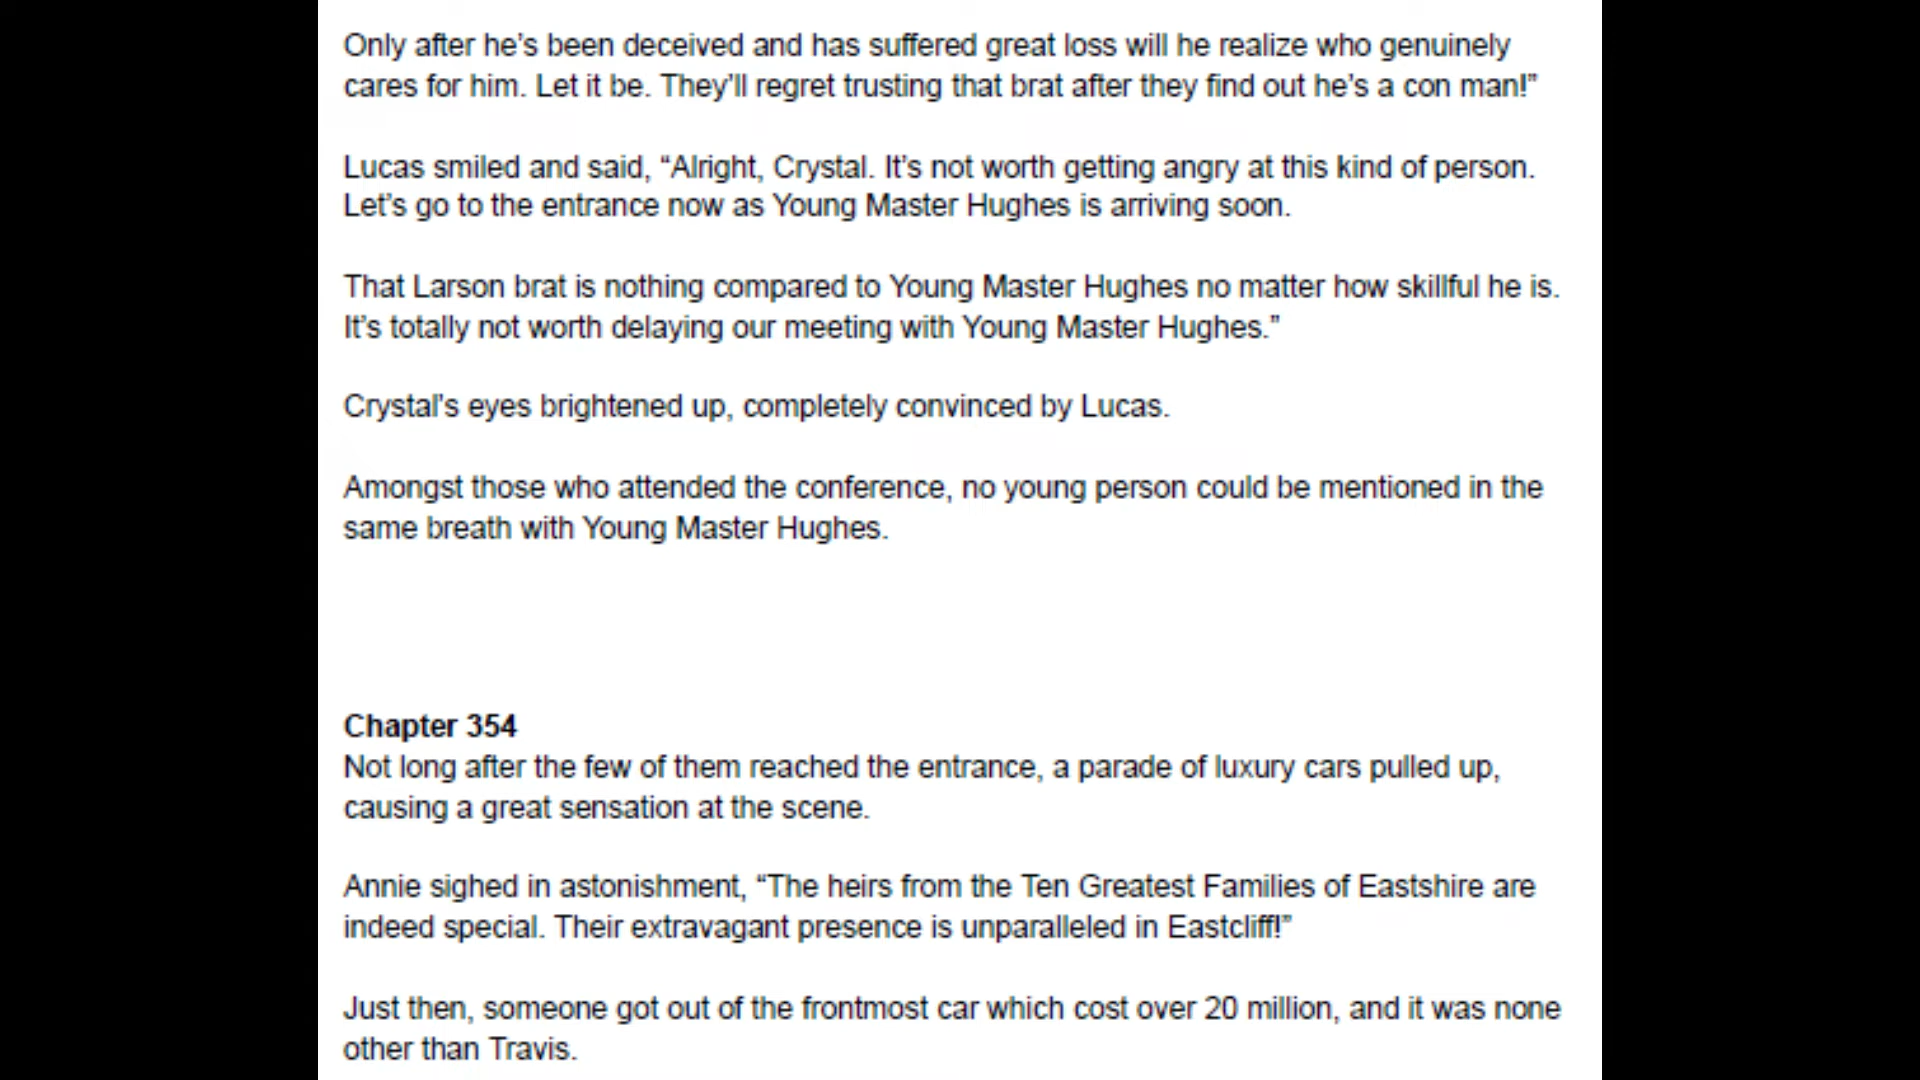 Only after he’s been deceived and has suffered great loss will he realize who genuinely
cares for him. Let it be. They’ll regret trusting that brat after they find out he’s a con man!”
Lucas smiled and said, “Alright, Crystal. It’s not worth getting angry at this kind of person.
Let’s go to the entrance now as Young Master Hughes is arriving soon.
That Larson brat is nothing compared to Young Master Hughes no matter how skillful he is.
It’s totally not worth delaying our meeting with Young Master Hughes.”
Crystal’s eyes brightened up, completely convinced by Lucas.
Amongst those who attended the conference, no young person could be mentioned in the
same breath with Young Master Hughes.
Chapter 354
Not long after the few of them reached the entrance, a parade of luxury cars pulled up,
causing a great sensation at the scene.
Annie sighed in astonishment, “The heirs from the Ten Greatest Families of Eastshire are
indeed special. Their extravagant presence is unparalleled in Eastcliff!”
Just then, someone got out of the frontmost car which cost over 20 million, and it was none
other than Travis.